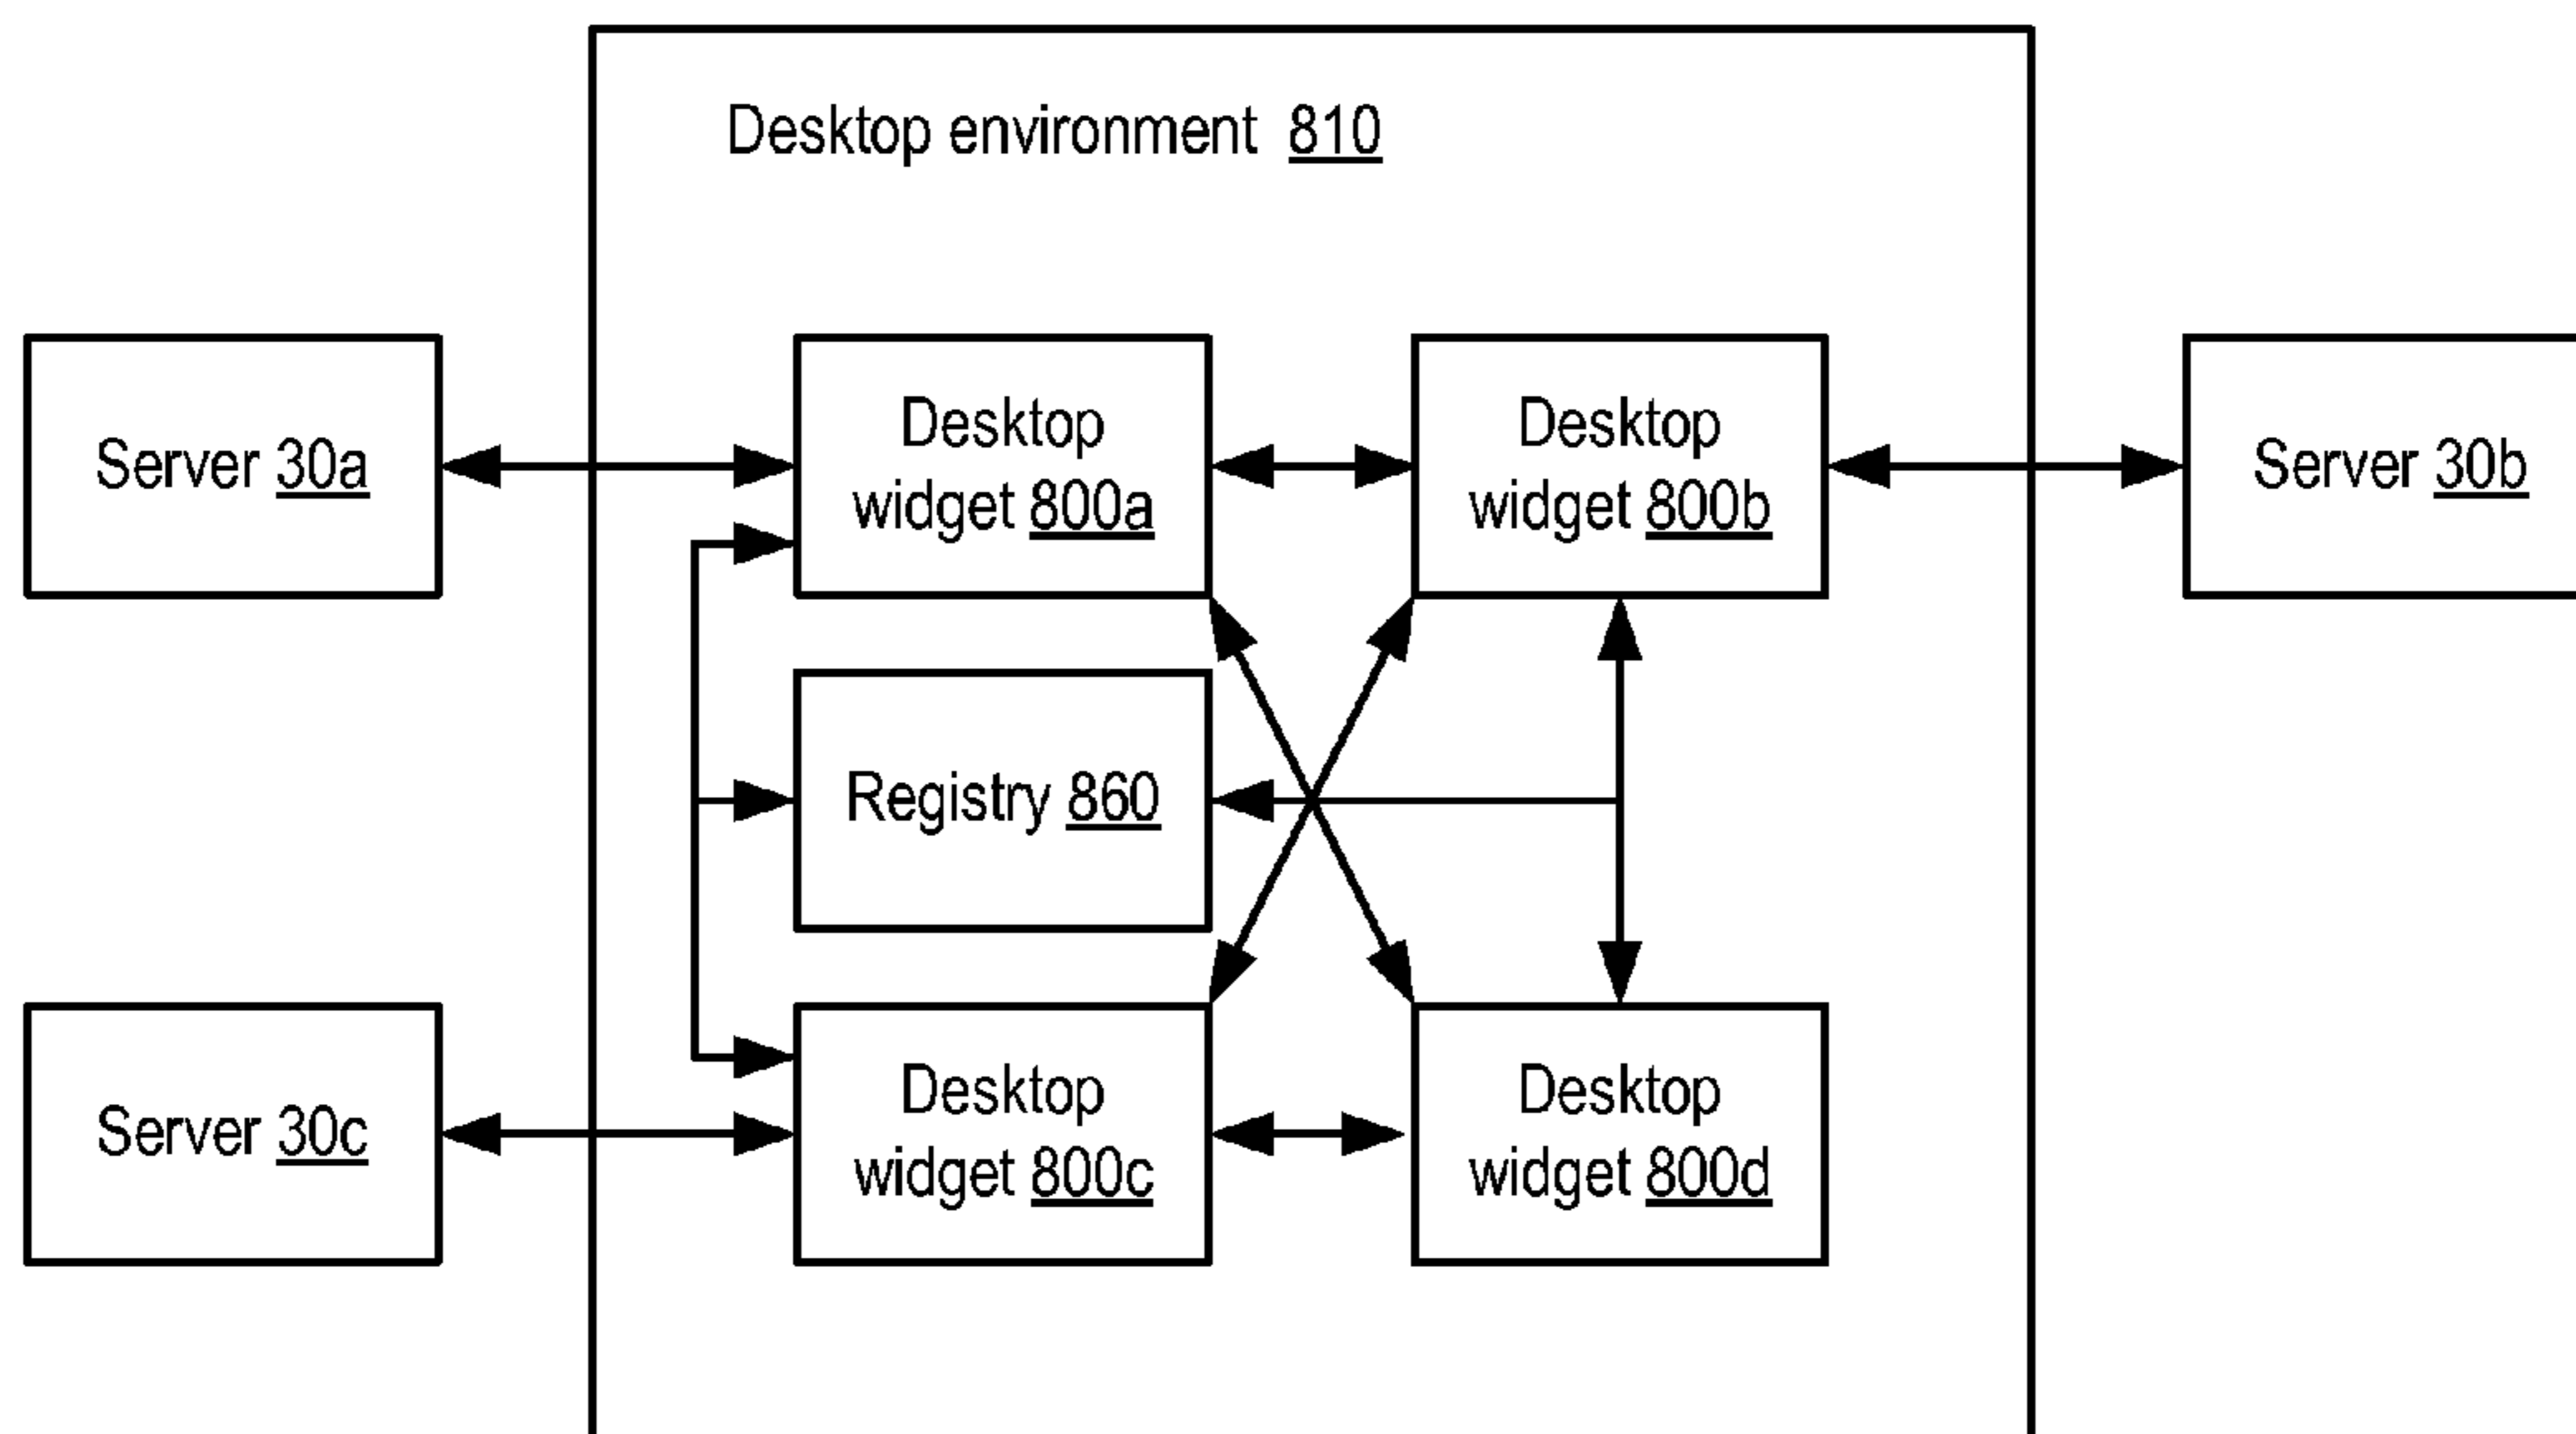 Desktop environment 810
Server 30a
Desktop
widget 800a
Desktop
widget 800b
Server 30b
Registry 860
Server 30c
Desktop
widget 800c
Desktop
widget 800d